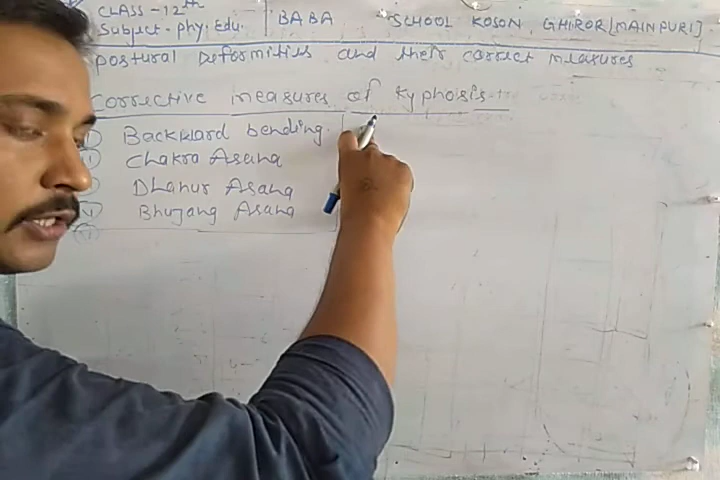 CLASS-12th
Subject- phy. Edu.
BABA SCHOOL KOSON GHIROR [MAINPURI]
postural Deformities and their correct measures
Corrective measures of Kyphosis
Backward bending
Chakra Asana
Dhanur Asana
Bhujang Asana